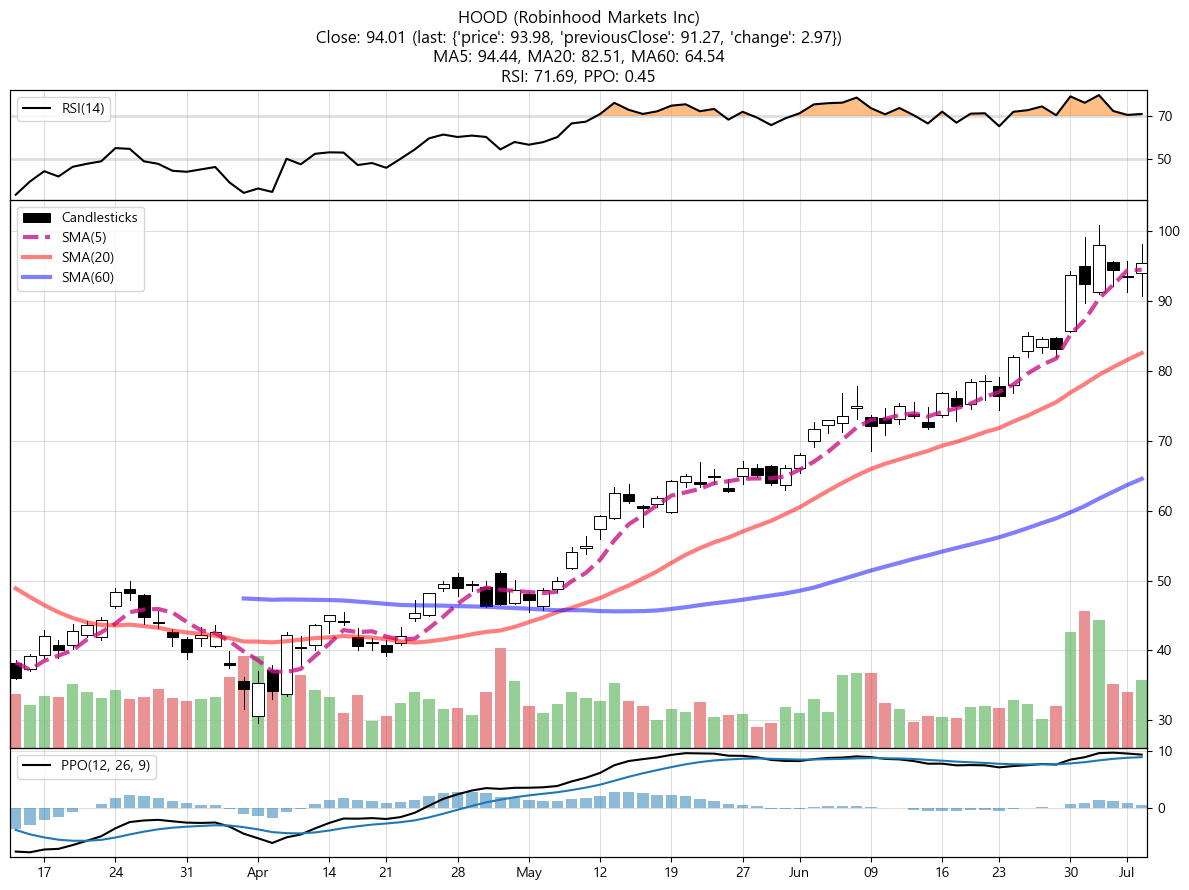 HOOD (Robinhood Markets Inc)
Close: 94.01 (last: {'price': 93.98, 'previousClose': 91.27, 'change': 2.97})
MA5: 94.44, MA20: 82.51, MA60: 64.54
RSI: 71.69, PPO: 0.45
RSI(14)
70
50
Candlesticks
SMA(5)
SMA(20)
SMA(60)
100
90
80
70
60
50
40
30
PPO(12, 26, 9)
10
0
17 24 31 Apr 14 21 28 May 12 19 27 Jun 09 16 23 30 Jul